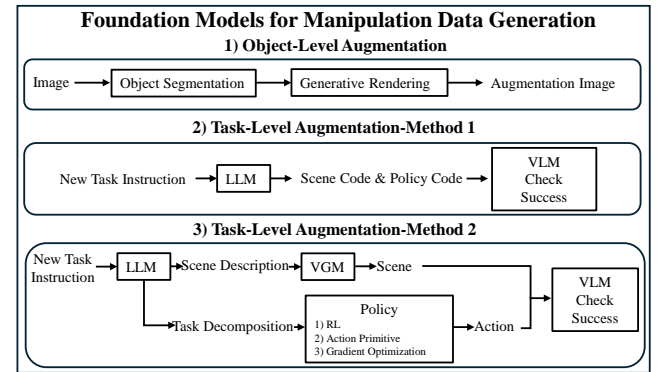 Foundation Models for Manipulation Data Generation
1) Object-Level Augmentation
Image
Object Segmentation
Generative Rendering
Augmentation Image
2) Task-Level Augmentation-Method 1
New Task Instruction
LLM
Scene Code & Policy Code
VLM
Check
Success
3) Task-Level Augmentation-Method 2
New Task
Instruction
LLM
Scene Description
VGM
Scene
Task Decomposition
Policy
1) RL
2) Action Primitive
3) Gradient Optimization
Action
VLM
Check
Success